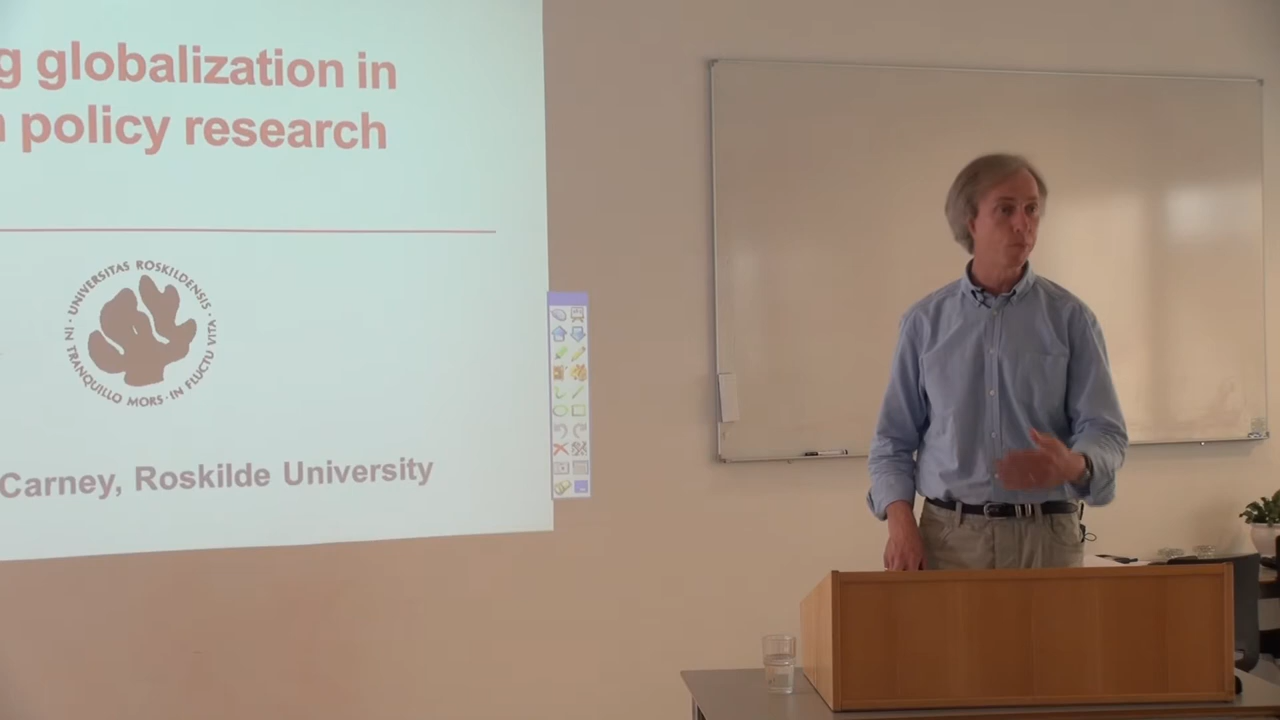 g globalization in
policy research
· UNIVERSITAS ROSKILDENSIS ·
IN TRANQUILLO MORS · IN FLUCTU VITA
Carney, Roskilde University